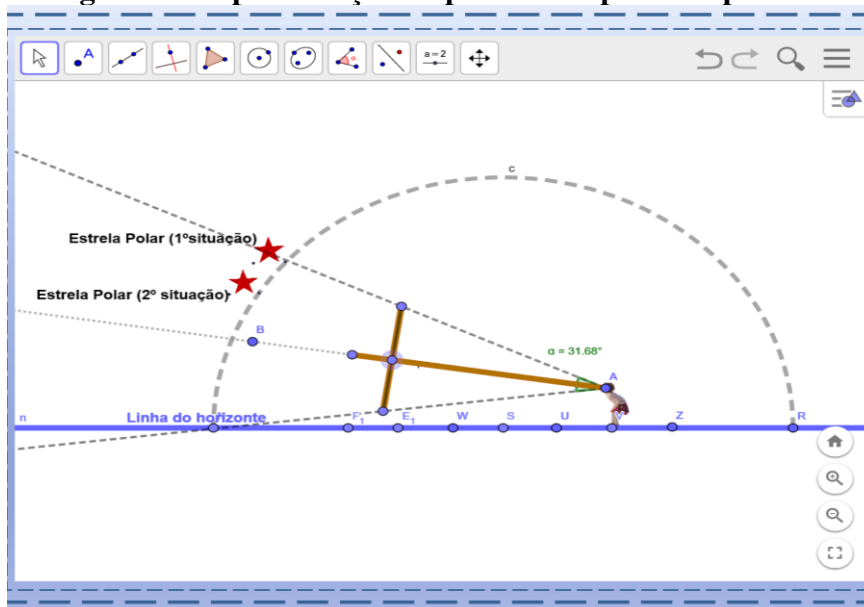 A
a=2
c
Estrela Polar (1ºsituação)
Estrela Polar (2º situação)
B
α = 31.68°
A
n
Linha do horizonte
F₁
E₁
W
S
U
V
Z
R